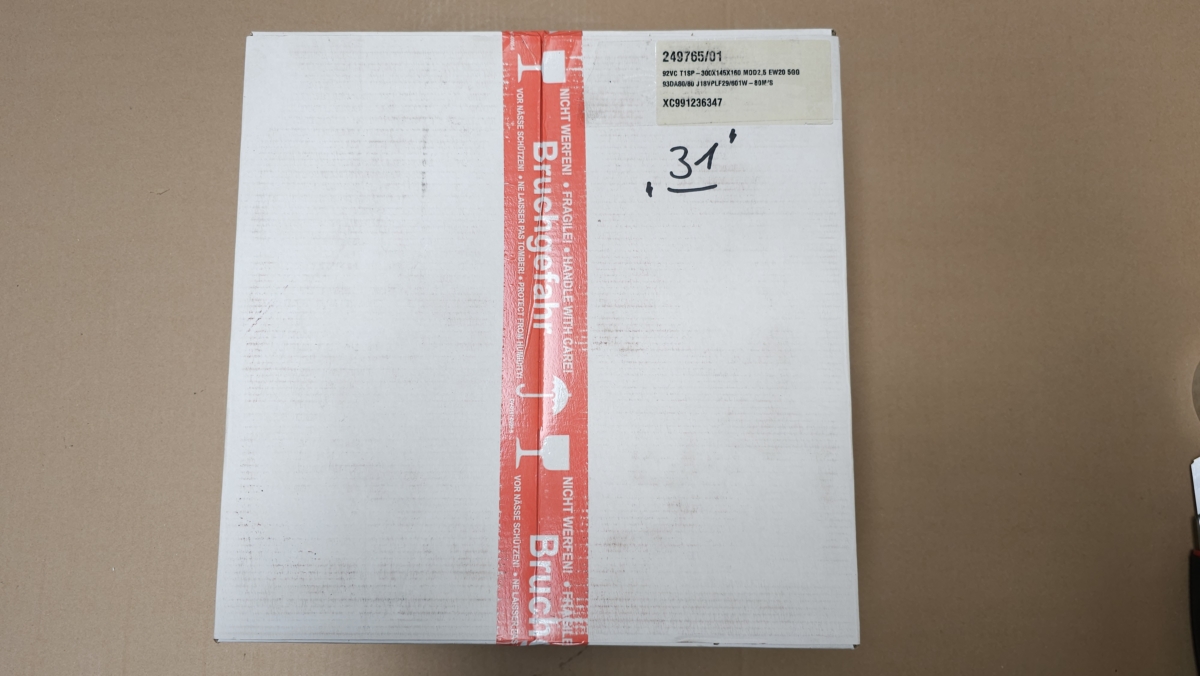 249765/01
92VC T1SP-300X145X160 MOD2.5 EW20 500
93DA80/80 J18VPLF29/601W-80M/S
XC991236347
„31"
NICHT WERFEN! • FRAGILE! • HANDLE WITH CARE!
Bruchgefahr
VOR NÄSSE SCHÜTZEN! • NE LAISSER PAS TOMBER! • PROTECT FROM HUMIDITY!
NICHT WERFEN! • FRAGILE
Bruch
VOR NÄSSE SCHÜTZEN! • NE LAISSER